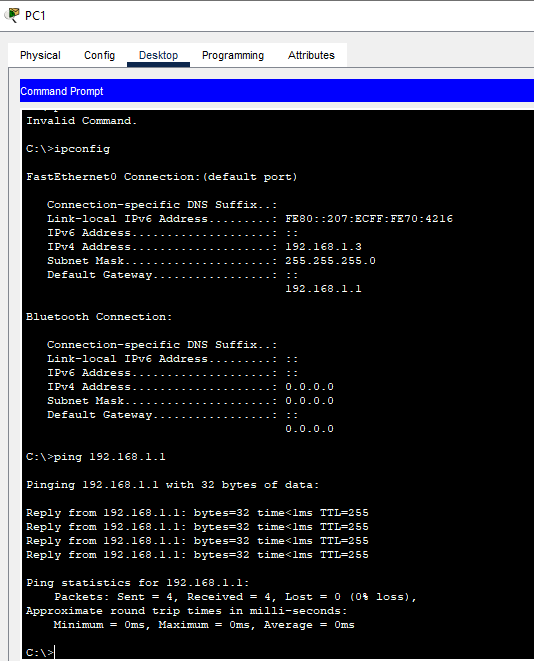 PC1
Physical Config Desktop Programming Attributes
Command Prompt
Invalid Command.
C:\>ipconfig
FastEthernet0 Connection:(default port)
Connection-specific DNS Suffix..:
Link-local IPv6 Address.........: FE80::207:ECFF:FE70:4216
IPv6 Address....................: ::
IPv4 Address....................: 192.168.1.3
Subnet Mask.....................: 255.255.255.0
Default Gateway.................: ::
192.168.1.1
Bluetooth Connection:
Connection-specific DNS Suffix..:
Link-local IPv6 Address.........: ::
IPv6 Address....................: ::
IPv4 Address....................: 0.0.0.0
Subnet Mask.....................: 0.0.0.0
Default Gateway.................: ::
0.0.0.0
C:\>ping 192.168.1.1
Pinging 192.168.1.1 with 32 bytes of data:
Reply from 192.168.1.1: bytes=32 time<1ms TTL=255
Reply from 192.168.1.1: bytes=32 time<1ms TTL=255
Reply from 192.168.1.1: bytes=32 time<1ms TTL=255
Reply from 192.168.1.1: bytes=32 time<1ms TTL=255
Ping statistics for 192.168.1.1:
Packets: Sent = 4, Received = 4, Lost = 0 (0% loss),
Approximate round trip times in milli-seconds:
Minimum = 0ms, Maximum = 0ms, Average = 0ms
C:\>